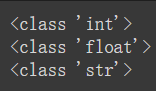 <class 'int'>
<class 'float'>
<class 'str'>